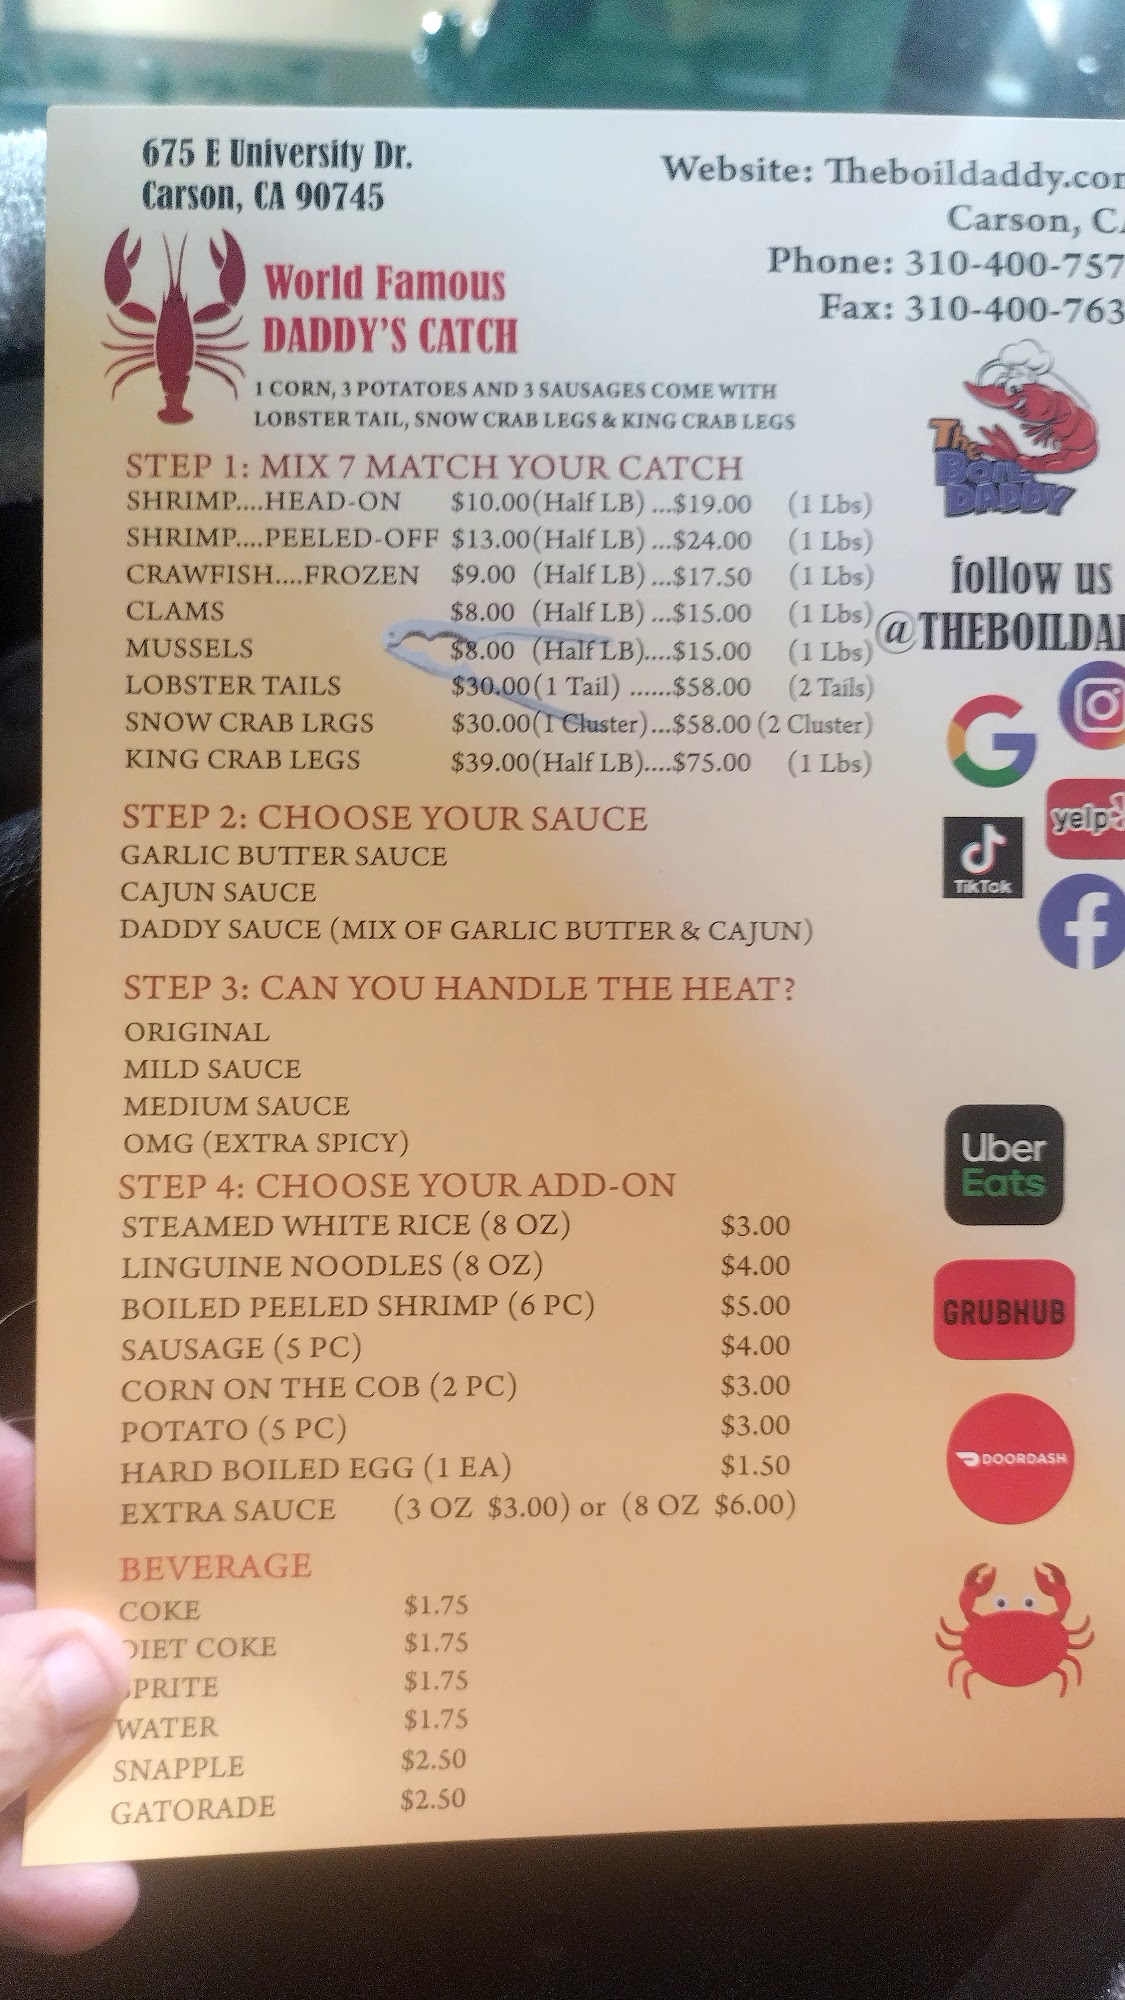 675 E University Dr.
Carson, CA 90745
Website: Theboildaddy.com
Carson, CA
Phone: 310-400-757
Fax: 310-400-763
World Famous
DADDY'S CATCH
1 CORN, 3 POTATOES AND 3 SAUSAGES COME WITH
LOBSTER TAIL, SNOW CRAB LEGS & KING CRAB LEGS
The
BOIL
DADDY
STEP 1: MIX 7 MATCH YOUR CATCH
SHRIMP....HEAD-ON $10.00(Half LB) ...$19.00 (1 Lbs)
SHRIMP....PEELED-OFF $13.00(Half LB) ...$24.00 (1 Lbs)
CRAWFISH....FROZEN $9.00 (Half LB) ...$17.50 (1 Lbs)
CLAMS $8.00 (Half LB) ...$15.00 (1 Lbs)
MUSSELS $8.00 (Half LB)....$15.00 (1 Lbs)
LOBSTER TAILS $30.00(1 Tail) ......$58.00 (2 Tails)
SNOW CRAB LRGS $30.00(1 Cluster)...$58.00 (2 Cluster)
KING CRAB LEGS $39.00(Half LB)....$75.00 (1 Lbs)
follow us
@THEBOILDA
G
yelp
TikTok
f
STEP 2: CHOOSE YOUR SAUCE
GARLIC BUTTER SAUCE
CAJUN SAUCE
DADDY SAUCE (MIX OF GARLIC BUTTER & CAJUN)
STEP 3: CAN YOU HANDLE THE HEAT?
ORIGINAL
MILD SAUCE
MEDIUM SAUCE
OMG (EXTRA SPICY)
STEP 4: CHOOSE YOUR ADD-ON
STEAMED WHITE RICE (8 OZ) $3.00
LINGUINE NOODLES (8 OZ) $4.00
BOILED PEELED SHRIMP (6 PC) $5.00
SAUSAGE (5 PC) $4.00
CORN ON THE COB (2 PC) $3.00
POTATO (5 PC) $3.00
HARD BOILED EGG (1 EA) $1.50
EXTRA SAUCE (3 OZ $3.00) or (8 OZ $6.00)
Uber
Eats
GRUBHUB
DOORDASH
BEVERAGE
COKE $1.75
DIET COKE $1.75
SPRITE $1.75
WATER $1.75
SNAPPLE $2.50
GATORADE $2.50